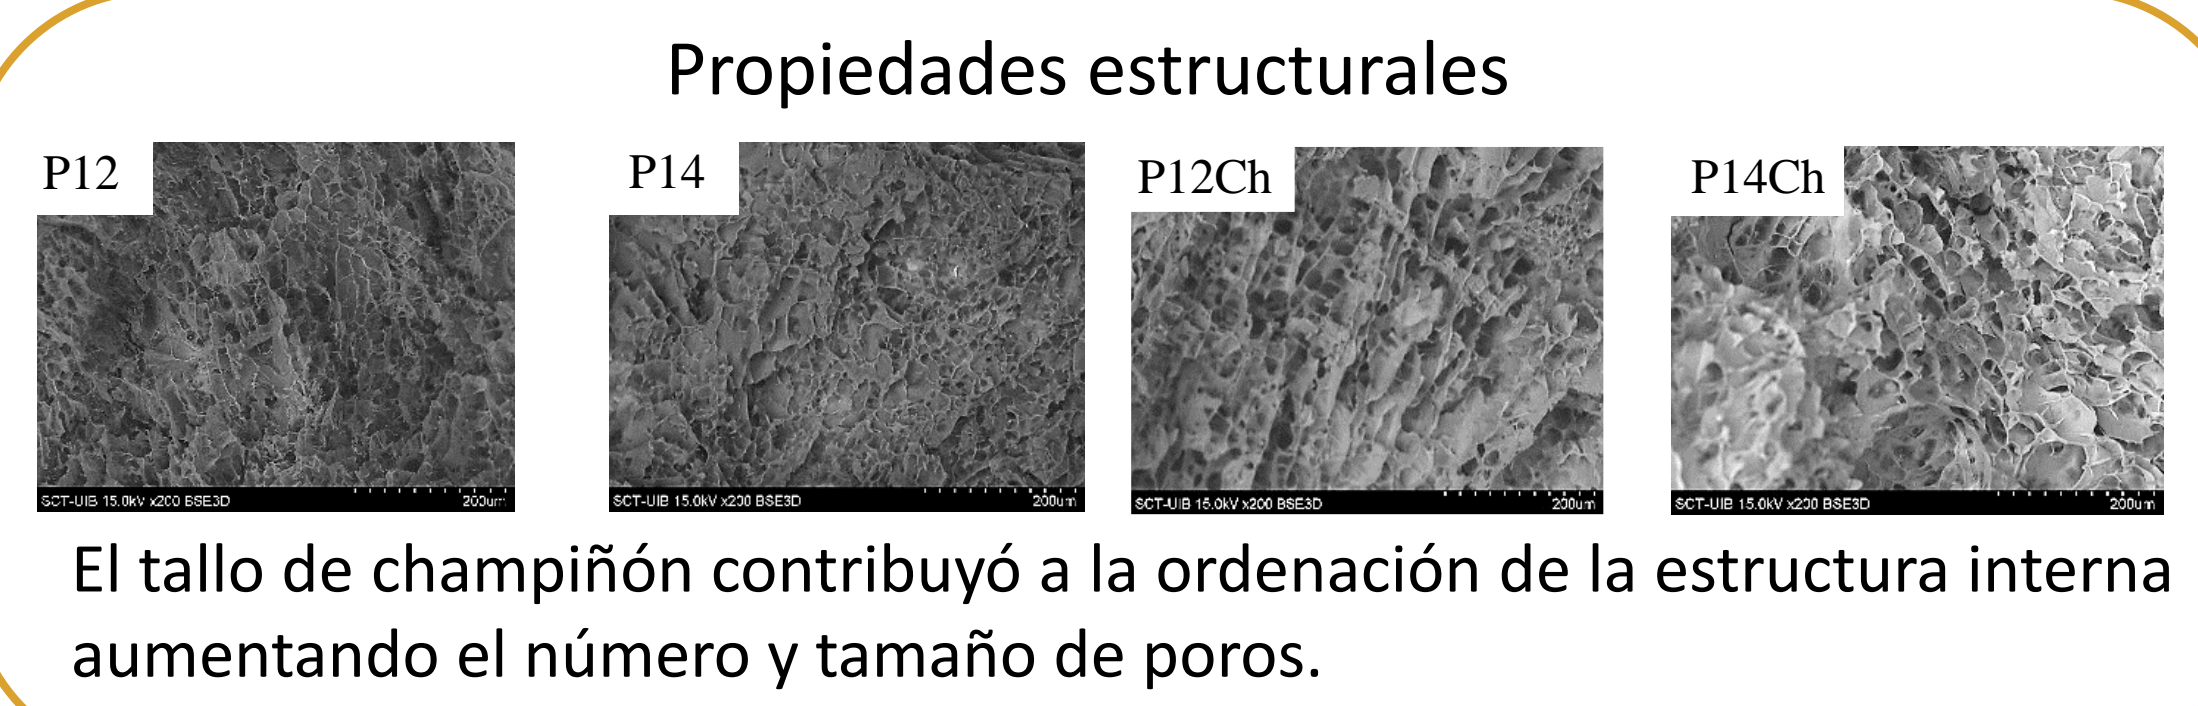 Propiedades estructurales
P12
P14
P12Ch
P14Ch
SCT-UIB 15.0kV x200 BSE3D 200um
SCT-UIB 15.0kV x200 BSE3D 200um
SCT-UIB 15.0kV x200 BSE3D 200um
SCT-UIB 15.0kV x200 BSE3D 200um
El tallo de champiñón contribuyó a la ordenación de la estructura interna
aumentando el número y tamaño de poros.